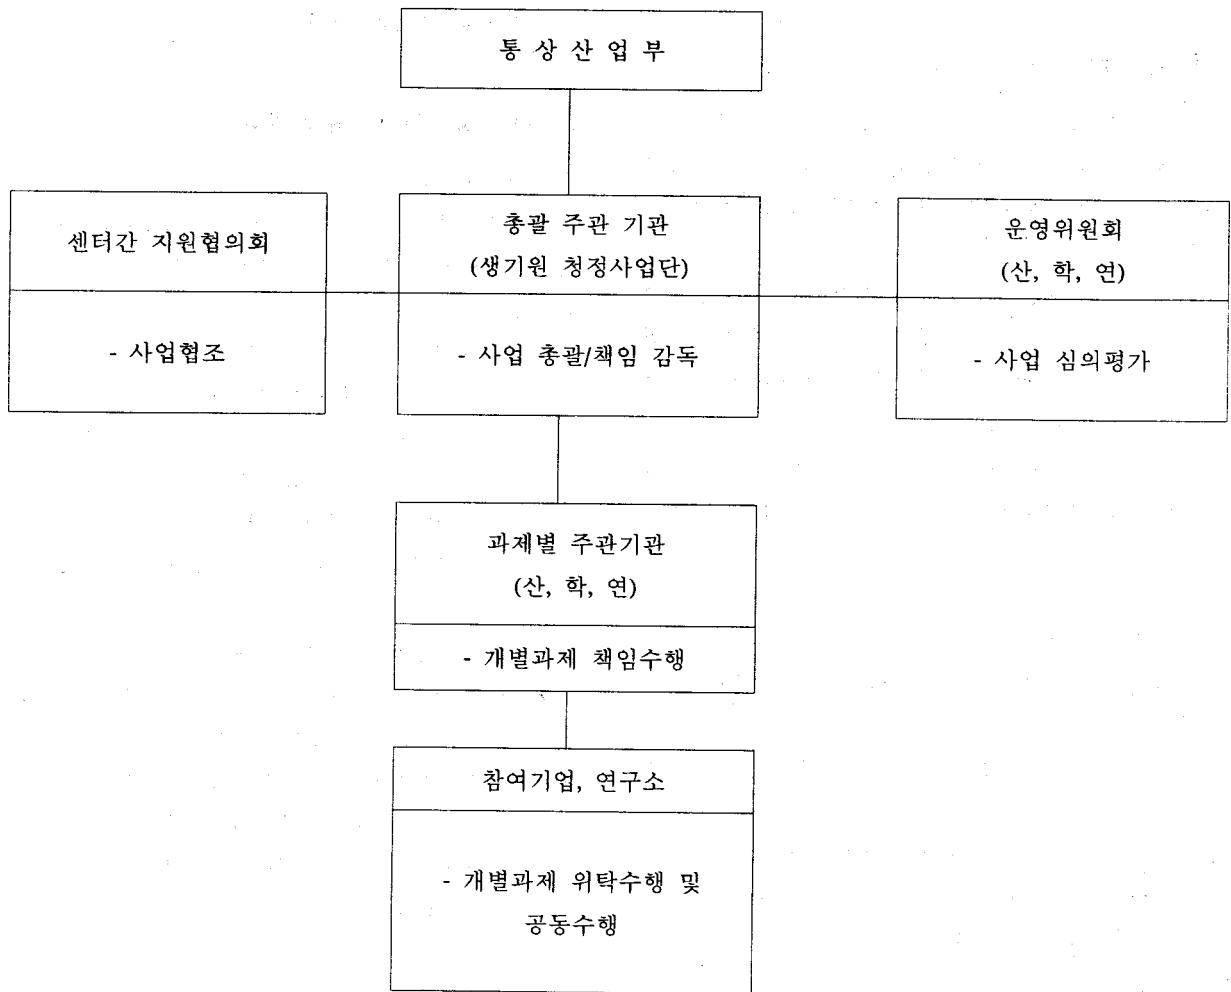 통 상 산 업 부
센터간 지원협의회
- 사업협조
총괄 주관 기관
(생기원 청정사업단)
- 사업 총괄/책임 감독
운영위원회
(산, 학, 연)
- 사업 심의평가
과제별 주관기관
(산, 학, 연)
- 개별과제 책임수행
참여기업, 연구소
- 개별과제 위탁수행 및
공동수행